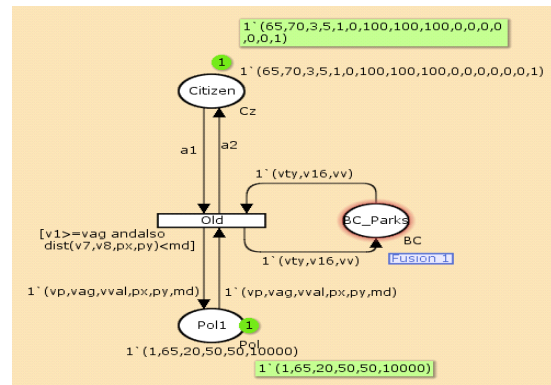 1`(65,70,3,5,1,0,100,100,100,0,0,0,0
,0,0,1)
1
1`(65,70,3,5,1,0,100,100,100,0,0,0,0,0,0,1)
Citizen
Cz
a1
a2
1`(vty,v16,vv)
Old
BC_Parks
BC
[v1>=vag andalso
dist(v7,v8,px,py)<md]
1`(vty,v16,vv)
Fusion 1
1`(vp,vag,vval,px,py,md)
1`(vp,vag,vval,px,py,md)
Pol1
1
Pol
1`(1,65,20,50,50,10000)
1`(1,65,20,50,50,10000)